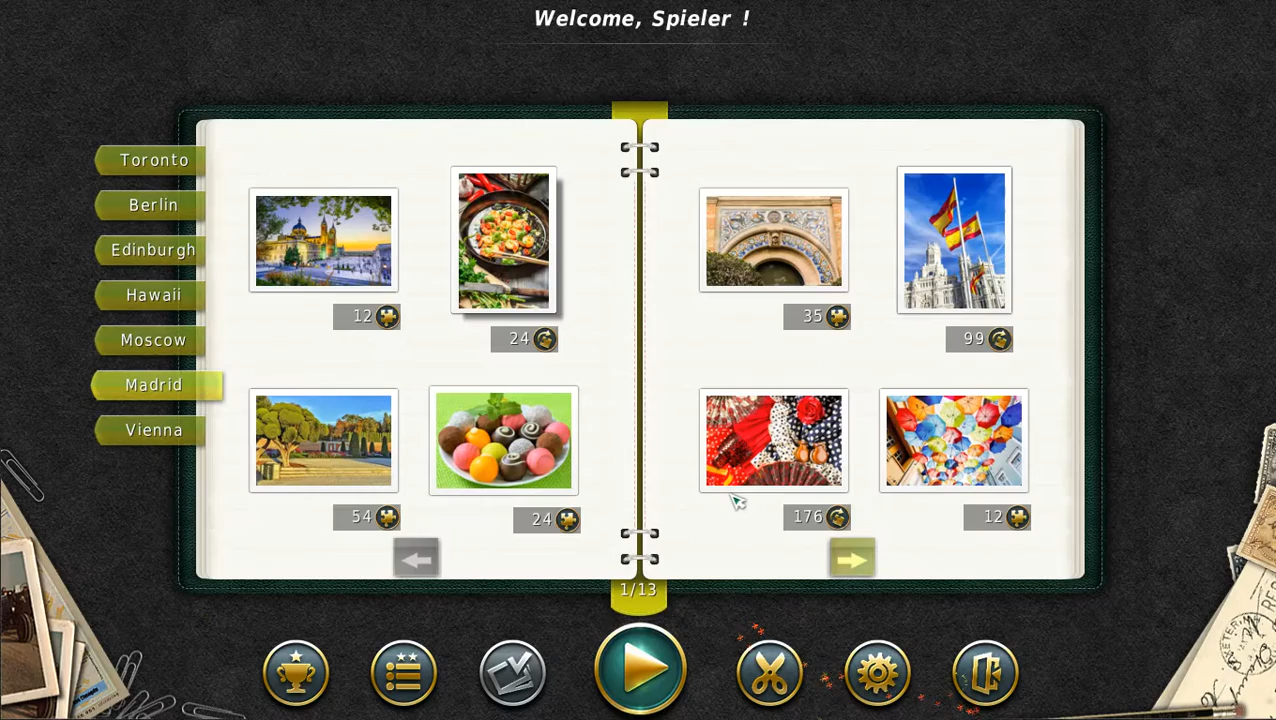 Welcome, Spieler !
Toronto
Berlin
Edinburgh
Hawaii
Moscow
Madrid
Vienna
12
24
35
99
54
24
176
12
1/13